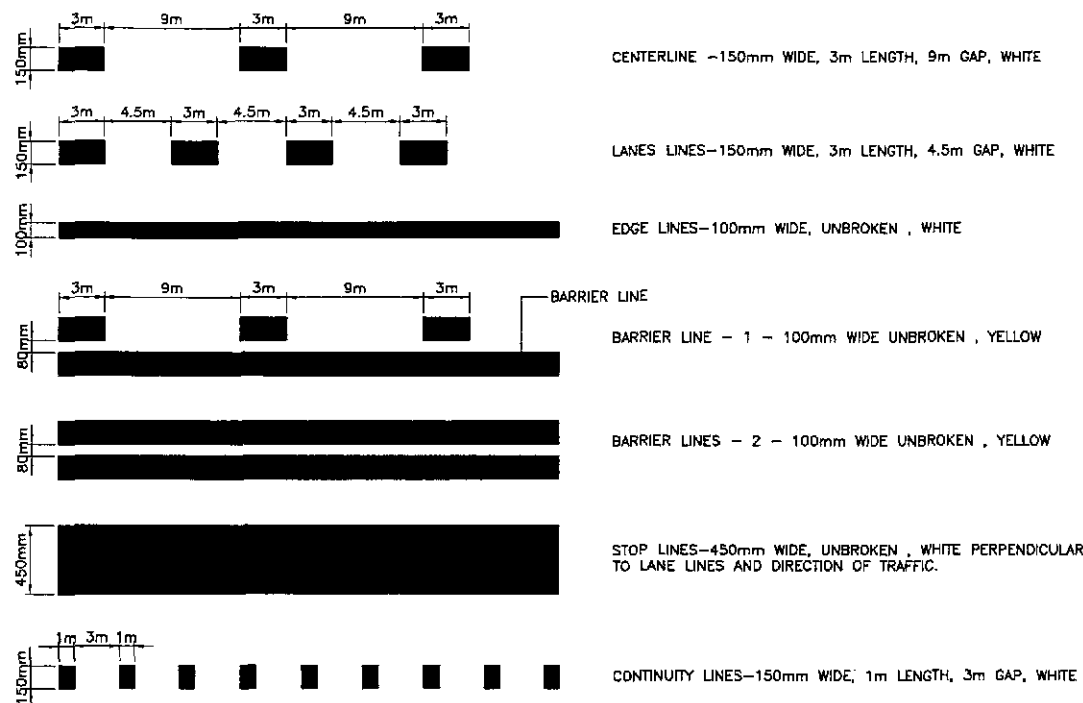 3m 9m 3m 9m 3m
150mm
CENTERLINE -150mm WIDE, 3m LENGTH, 9m GAP, WHITE
3m 4.5m 3m 4.5m 3m 4.5m 3m
150mm
LANES LINES-150mm WIDE, 3m LENGTH, 4.5m GAP, WHITE
100mm
EDGE LINES-100mm WIDE, UNBROKEN , WHITE
3m 9m 3m 9m 3m
BARRIER LINE
80mm
BARRIER LINE - 1 - 100mm WIDE UNBROKEN , YELLOW
80mm
BARRIER LINES - 2 - 100mm WIDE UNBROKEN , YELLOW
450mm
STOP LINES-450mm WIDE, UNBROKEN , WHITE PERPENDICULAR
TO LANE LINES AND DIRECTION OF TRAFFIC.
1m 3m 1m
150mm
CONTINUITY LINES-150mm WIDE, 1m LENGTH, 3m GAP, WHITE